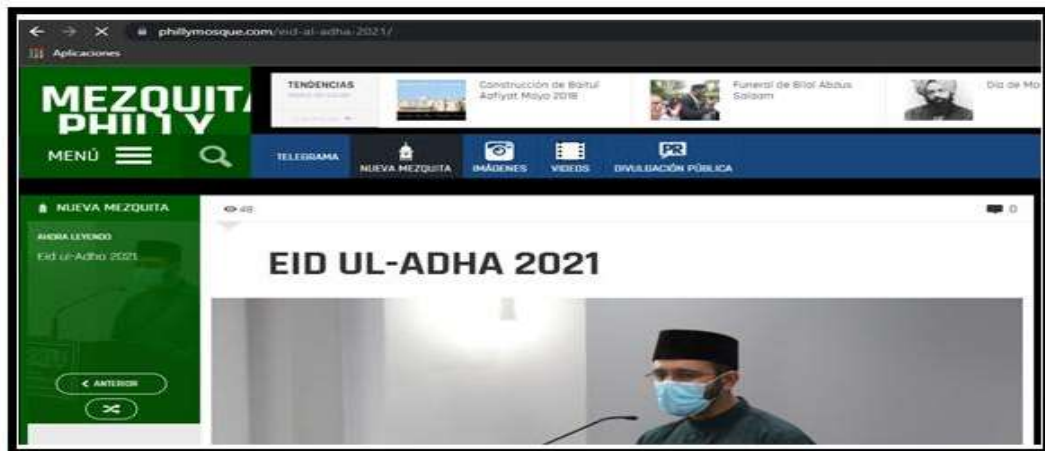 phillymosque.com/eid-al-adha-2021/
Aplicaciones
MEZQUITA
PHILLY
MENÚ
TENDENCIAS
Construcción de Baitul
Aafiyat Mayo 2018
Funeral de Bilal Abdus
Salaam
Día de Mo
TELEGRAMA
NUEVA MEZQUITA
IMÁGENES
VIDEOS
PR
DIVULGACIÓN PÚBLICA
NUEVA MEZQUITA
48
0
AHORA LEYENDO
Eid ul-Adha 2021
EID UL-ADHA 2021
< ANTERIOR